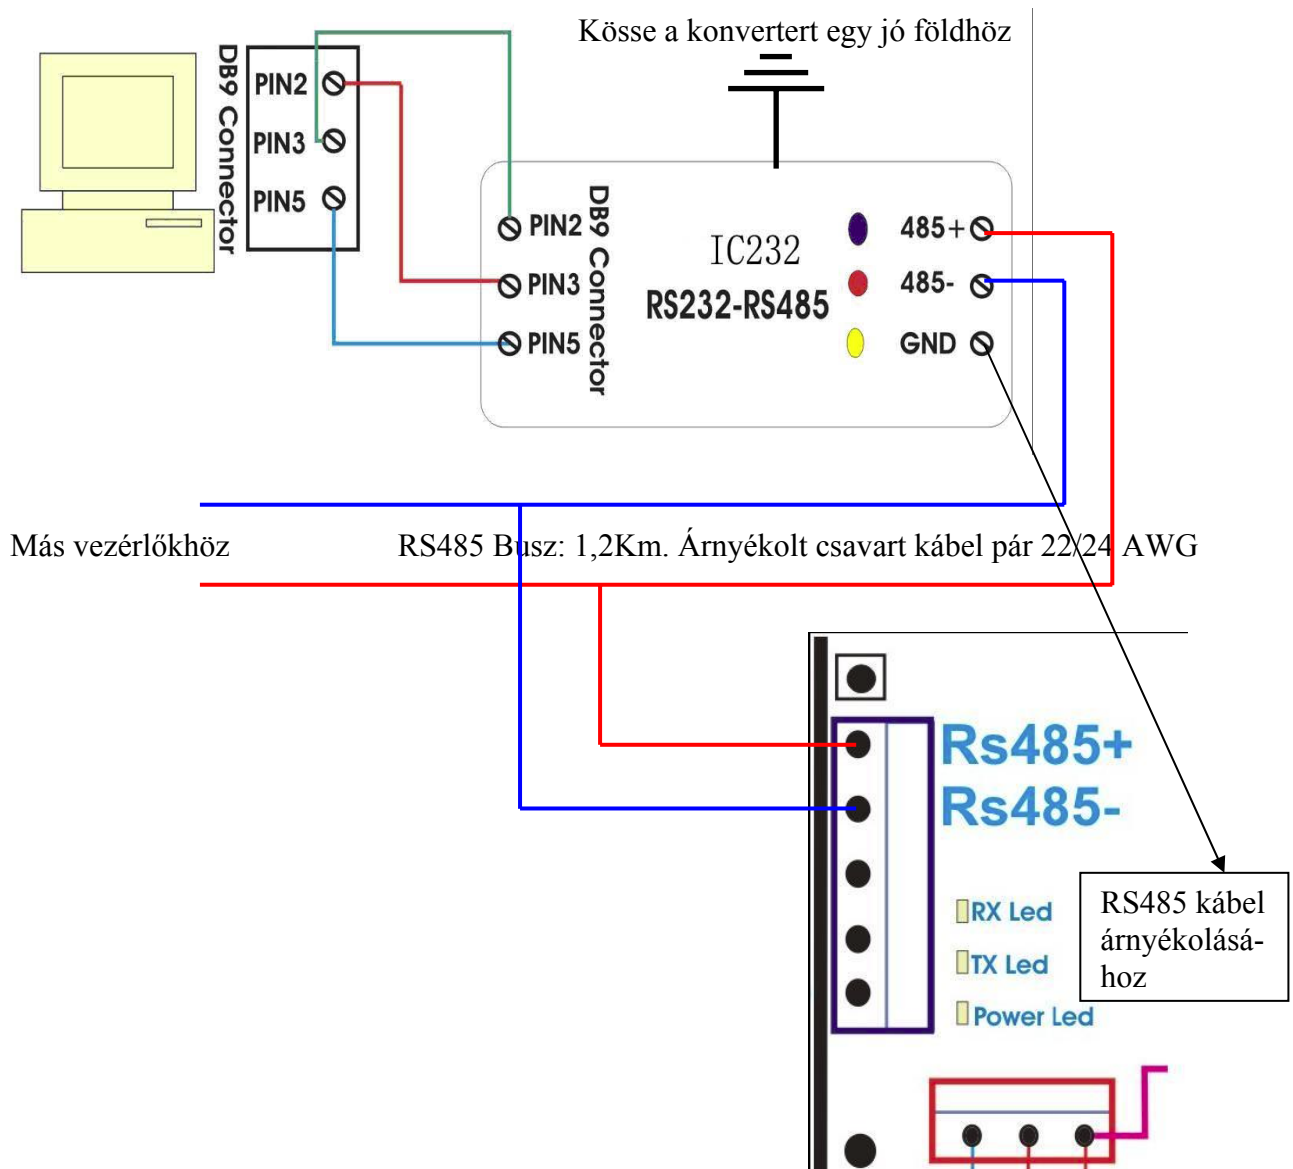 Kösse a konvertert egy jó földhöz
DB9 Connector
PIN2
PIN3
PIN5
PIN2
PIN3
PIN5
DB9 Connector
IC232
RS232-RS485
485+
485-
GND
Más vezérlőkhöz
RS485 Busz: 1,2Km. Árnyékolt csavart kábel pár 22/24 AWG
Rs485+
Rs485-
RX Led
TX Led
Power Led
RS485 kábel
árnyékolásá-
hoz